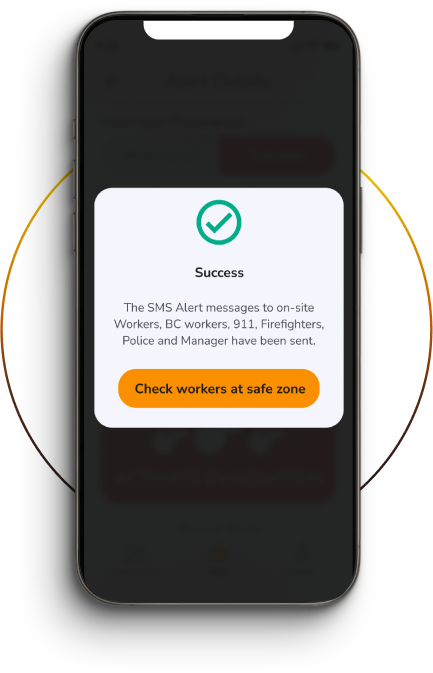 Success
The SMS Alert messages to on-site
Workers, BC workers, 911, Firefighters,
Police and Manager have been sent.
Check workers at safe zone